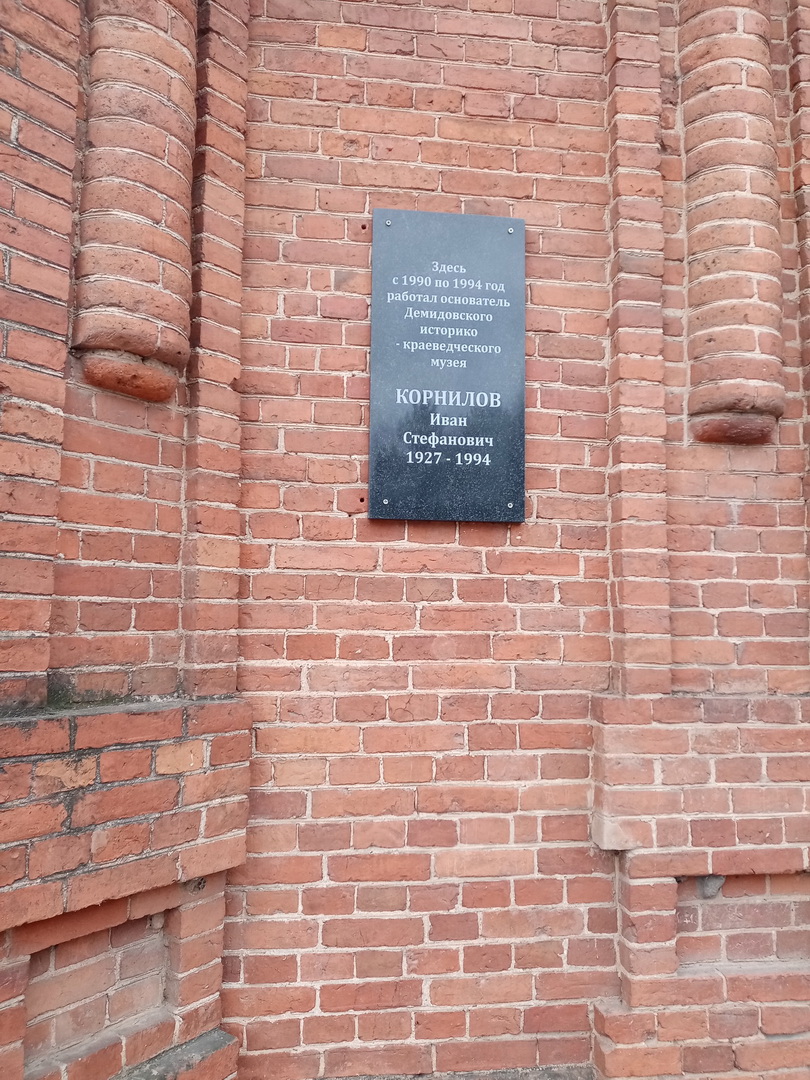 Здесь
с 1990 по 1994 год
работал основатель
Демидовского
историко
- краеведческого
музея
КОРНИЛОВ
Иван
Стефанович
1927 - 1994